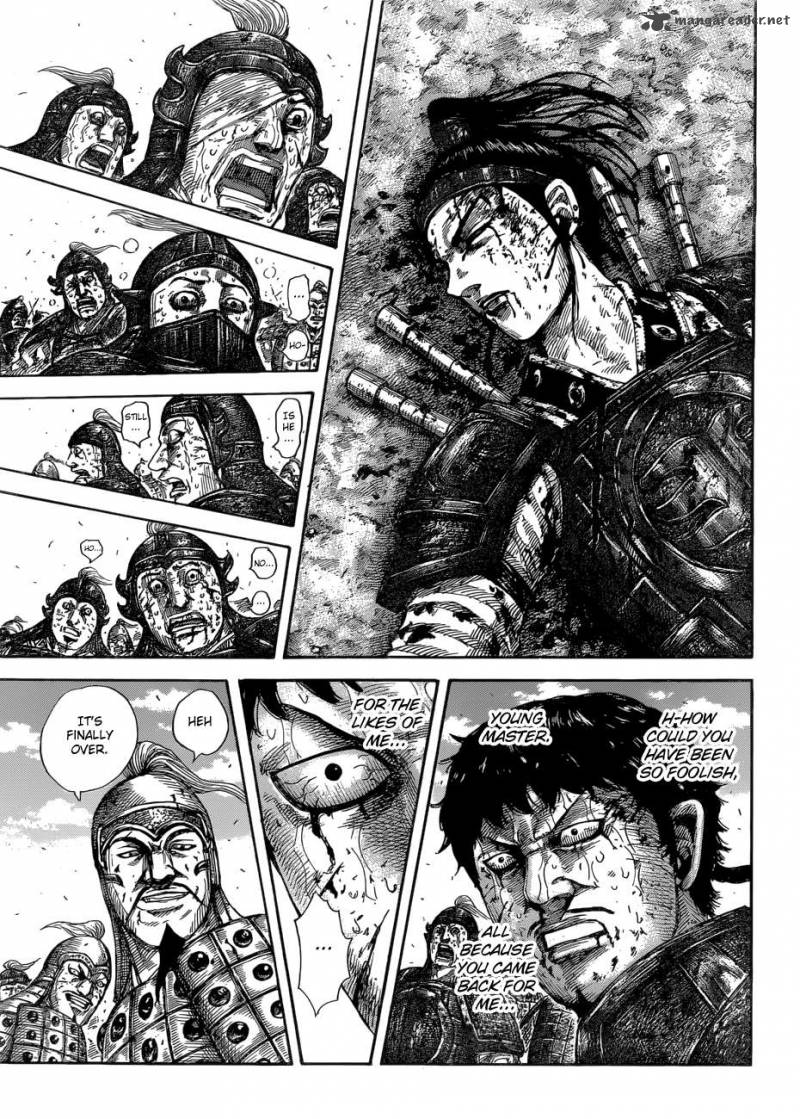 mangareader.net
...
HO-
IS
HE
...
STILL
...
NO...
...
HO...
H-HOW
COULD YOU
HAVE BEEN
SO FOOLISH,
YOUNG
MASTER.
ALL
BECAUSE
YOU CAME
BACK FOR
ME...
FOR THE
LIKES OF
ME...
...
HEH
IT'S
FINALLY
OVER.